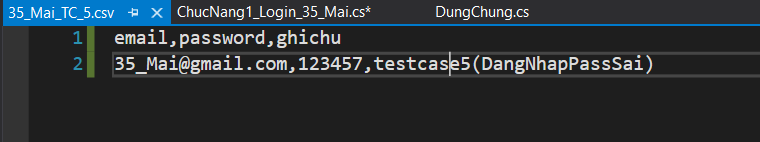 35_Mai_TC_5.csv ChucNang1_Login_35_Mai.cs* DungChung.cs
1 email,password,ghichu
2 35_Mai@gmail.com,123457,testcase5(DangNhapPassSai)